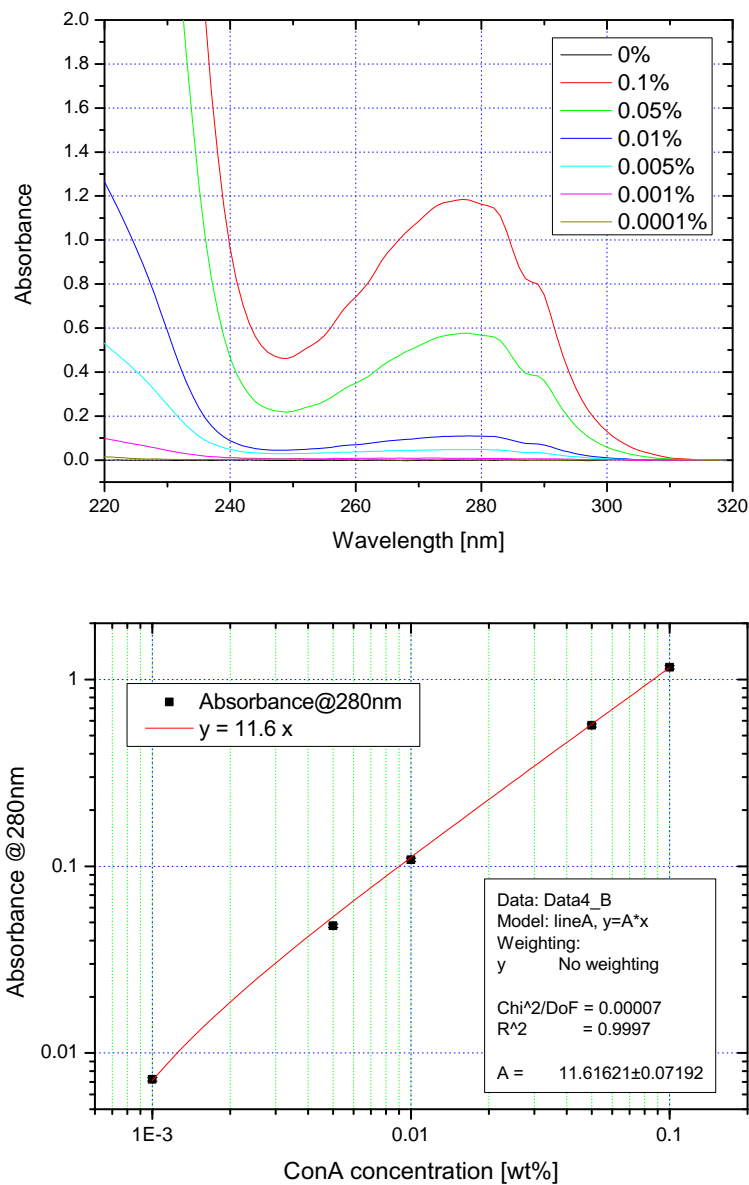 2.0
1.8
1.6
1.4
1.2
1.0
0.8
0.6
0.4
0.2
0.0
Absorbance
0%
0.1%
0.05%
0.01%
0.005%
0.001%
0.0001%
220 240 260 280 300 320
Wavelength [nm]
1
0.1
0.01
Absorbance @280nm
Absorbance@280nm
y = 11.6 x
Data: Data4_B
Model: lineA, y=A*x
Weighting:
y No weighting
Chi^2/DoF = 0.00007
R^2 = 0.9997
A = 11.61621±0.07192
1E-3 0.01 0.1
ConA concentration [wt%]